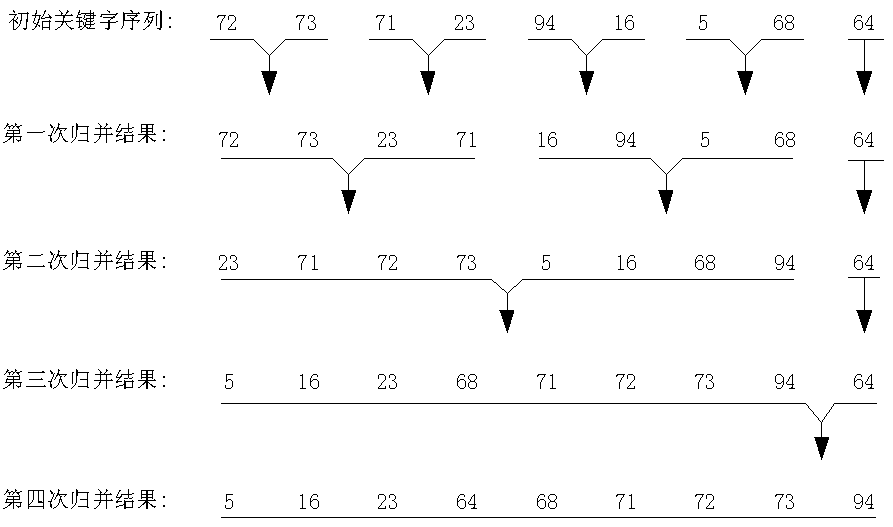 初始关键字序列: 72 73 71 23 94 16 5 68 64
第一次归并结果: 72 73 23 71 16 94 5 68 64
第二次归并结果: 23 71 72 73 5 16 68 94 64
第三次归并结果: 5 16 23 68 71 72 73 94 64
第四次归并结果: 5 16 23 64 68 71 72 73 94